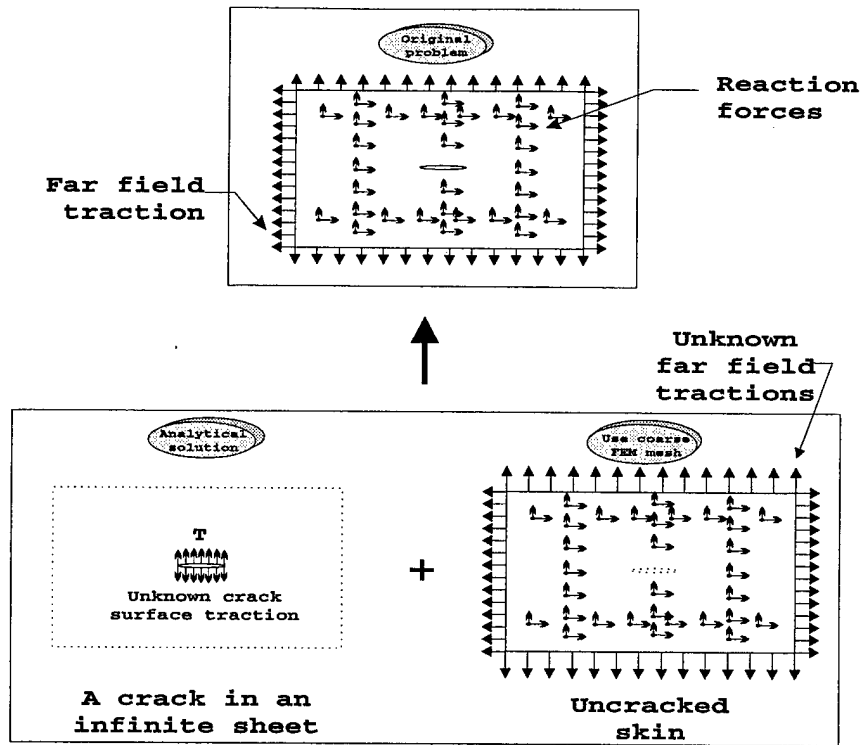 Original
problem
Reaction
forces
Far field
traction
Unknown
far field
tractions
Analytical
solution
Use coarse
FEM mesh
T
Unknown crack
surface traction
+
A crack in an
infinite sheet
Uncracked
skin